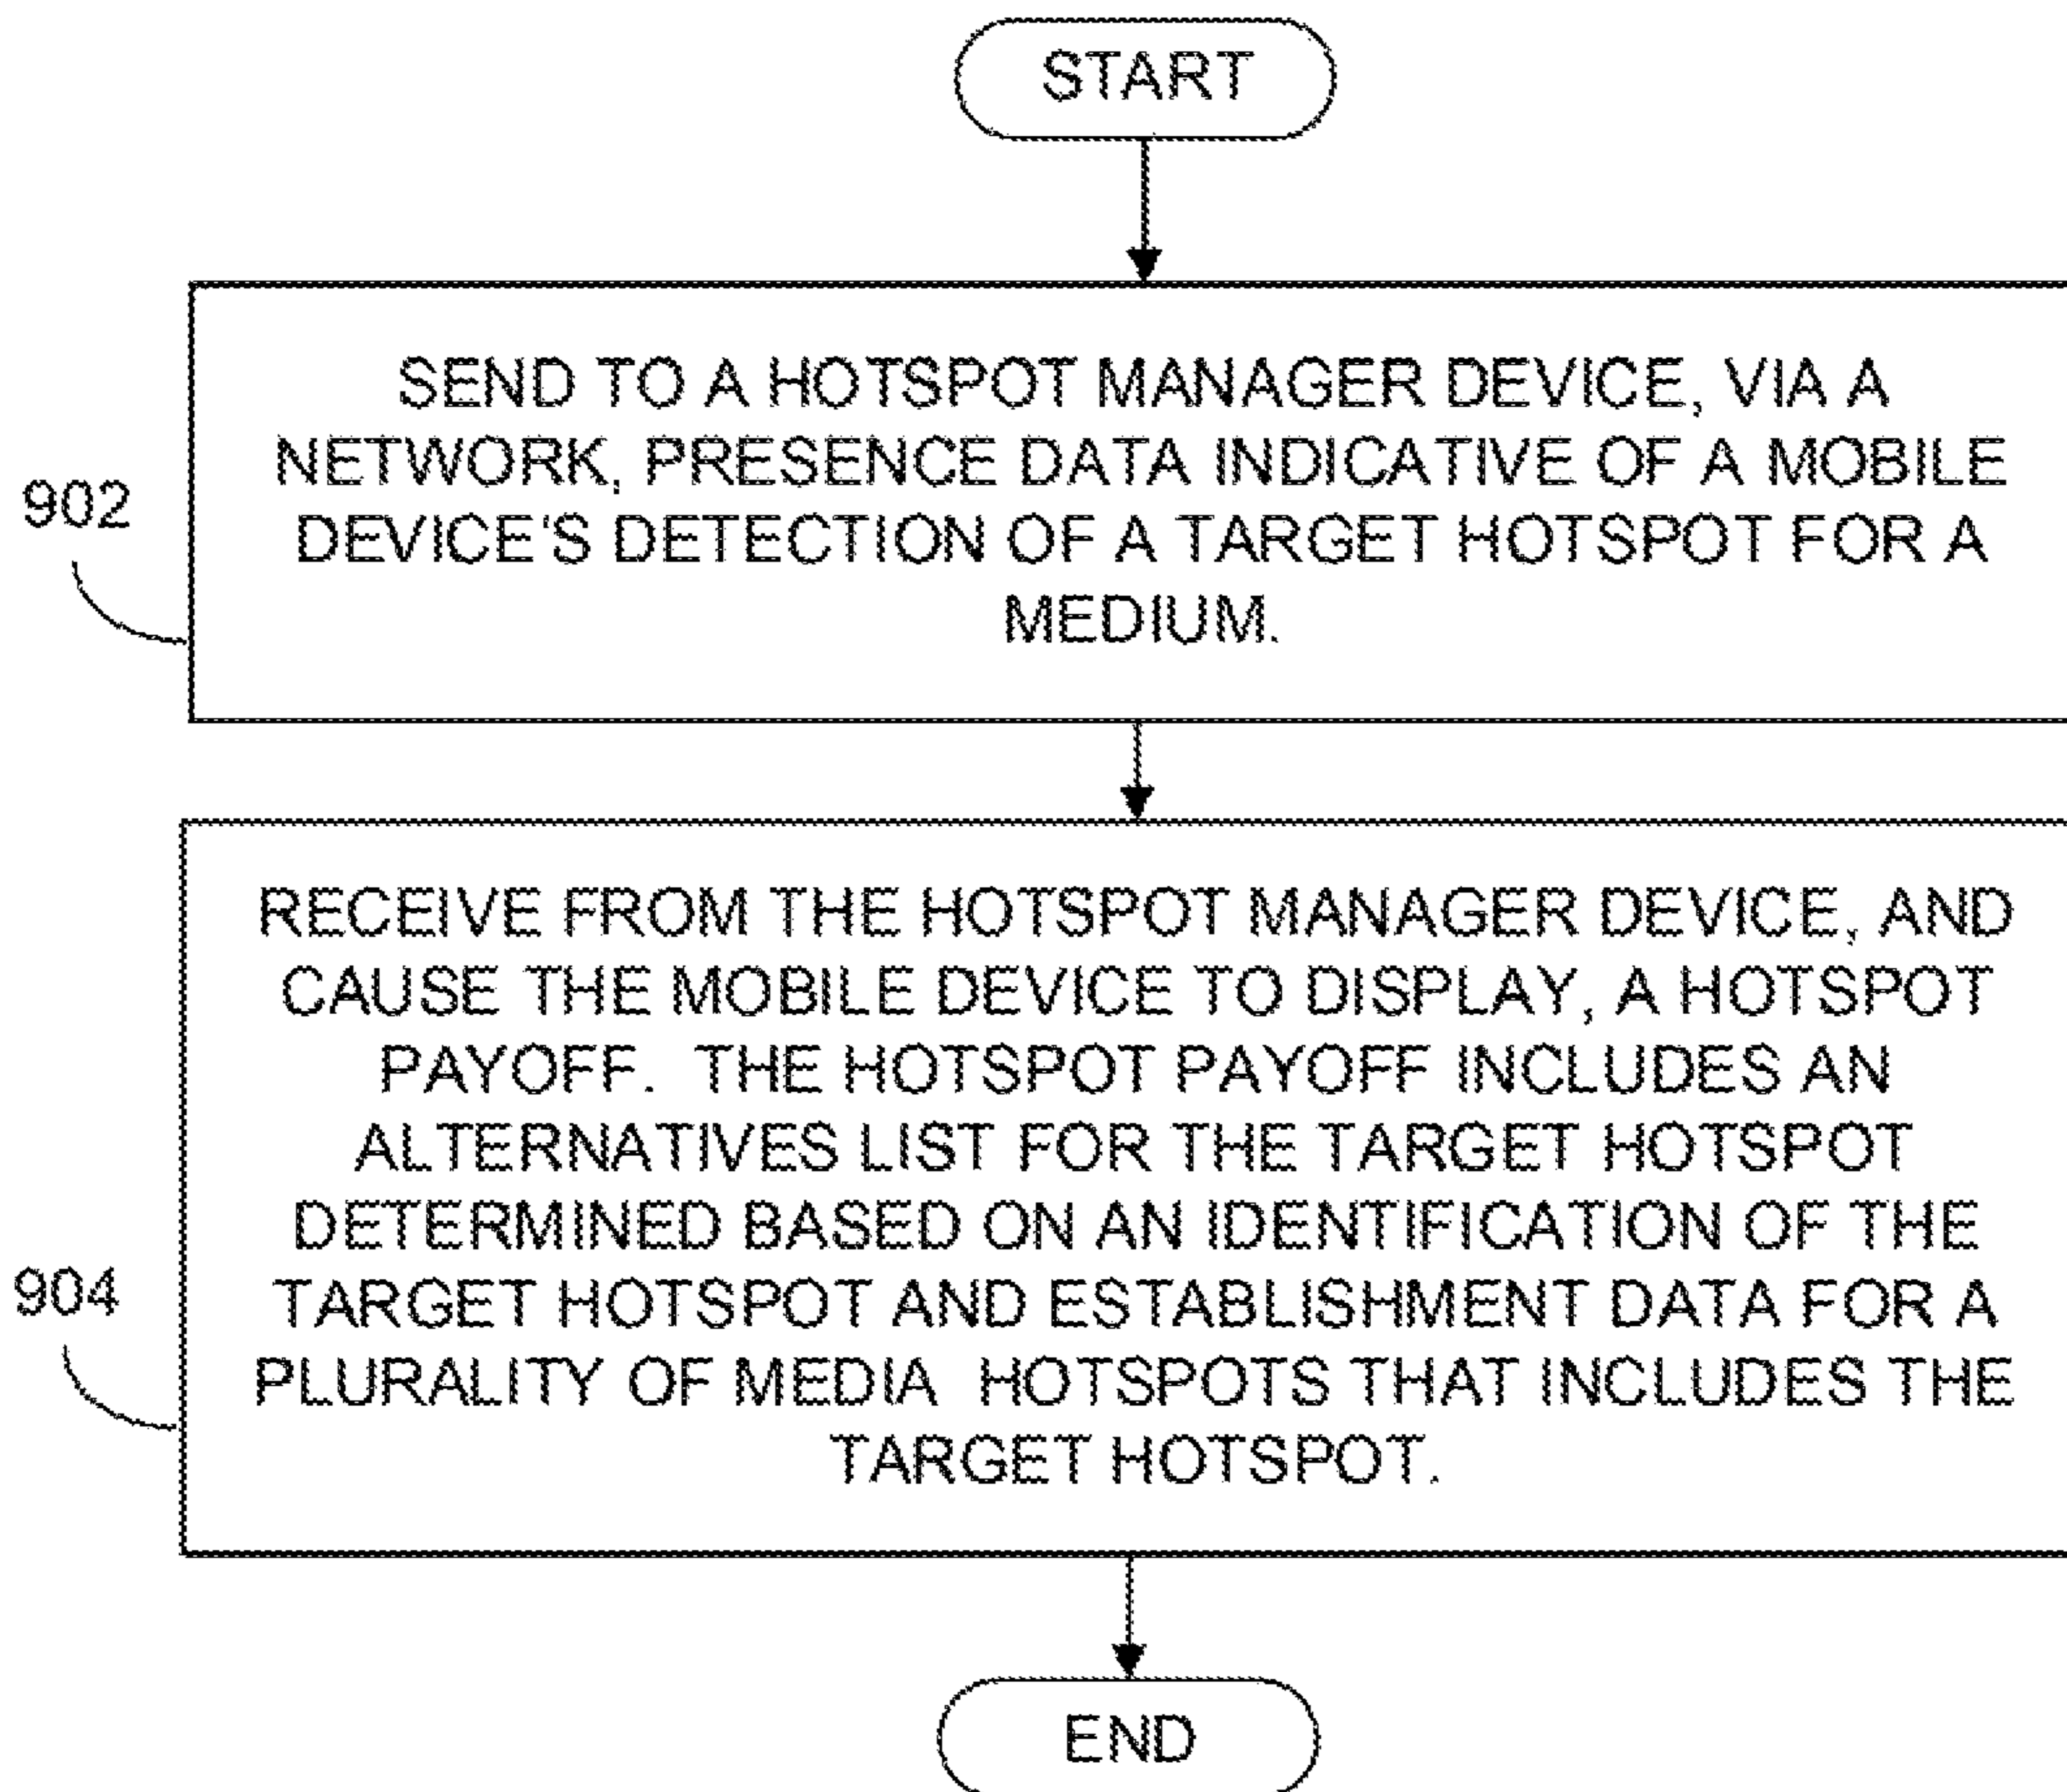 START
SEND TO A HOTSPOT MANAGER DEVICE, VIA A
NETWORK, PRESENCE DATA INDICATIVE OF A MOBILE
DEVICE'S DETECTION OF A TARGET HOTSPOT FOR A
MEDIUM.
902
RECEIVE FROM THE HOTSPOT MANAGER DEVICE, AND
CAUSE THE MOBILE DEVICE TO DISPLAY, A HOTSPOT
PAYOFF. THE HOTSPOT PAYOFF INCLUDES AN
ALTERNATIVES LIST FOR THE TARGET HOTSPOT
DETERMINED BASED ON AN IDENTIFICATION OF THE
TARGET HOTSPOT AND ESTABLISHMENT DATA FOR A
PLURALITY OF MEDIA HOTSPOTS THAT INCLUDES THE
TARGET HOTSPOT.
904
END